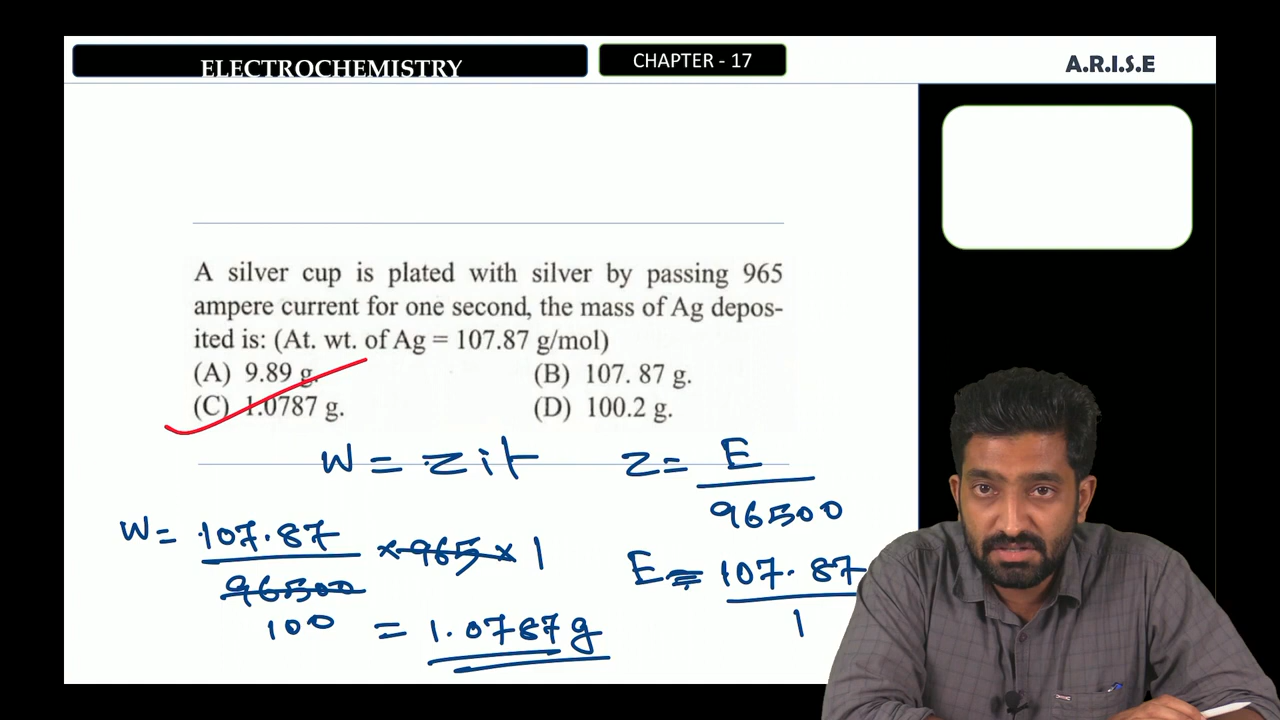 ELECTROCHEMISTRY
CHAPTER - 17
A.R.I.S.E
A silver cup is plated with silver by passing 965
ampere current for one second, the mass of Ag depos-
ited is: (At. wt. of Ag = 107.87 g/mol)
(A) 9.89 g.
(B) 107. 87 g.
(C) 1.0787 g.
(D) 100.2 g.
W = zit
z = E
96500
W = 107.87
96500
× 965 × 1
100
= 1.0787 g
E = 107.87
1